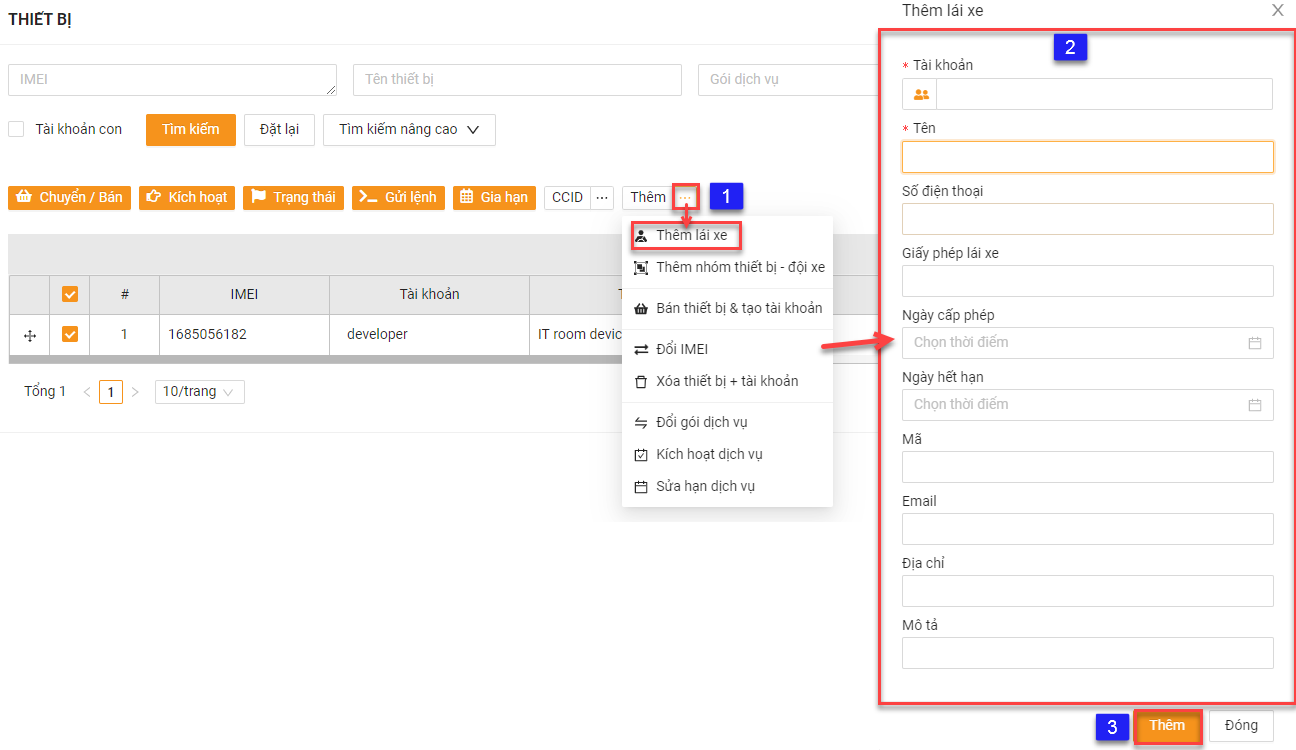 THIẾT BỊ
IMEI
Tên thiết bị
Gói dịch vụ
Tài khoản con
Tìm kiếm
Đặt lại
Tìm kiếm nâng cao
Chuyển / Bán
Kích hoạt
Trạng thái
Gửi lệnh
Gia hạn
CCID
Thêm
1
Thêm lái xe
Thêm nhóm thiết bị - đội xe
Bán thiết bị & tạo tài khoản
Đổi IMEI
Xóa thiết bị + tài khoản
Đổi gói dịch vụ
Kích hoạt dịch vụ
Sửa hạn dịch vụ
# IMEI Tài khoản
1 1685056182 developer IT room devic
Tổng 1 < 1 > 10/trang
Thêm lái xe
2
* Tài khoản
* Tên
Số điện thoại
Giấy phép lái xe
Ngày cấp phép
Chọn thời điểm
Ngày hết hạn
Chọn thời điểm
Mã
Email
Địa chỉ
Mô tả
3
Thêm
Đóng